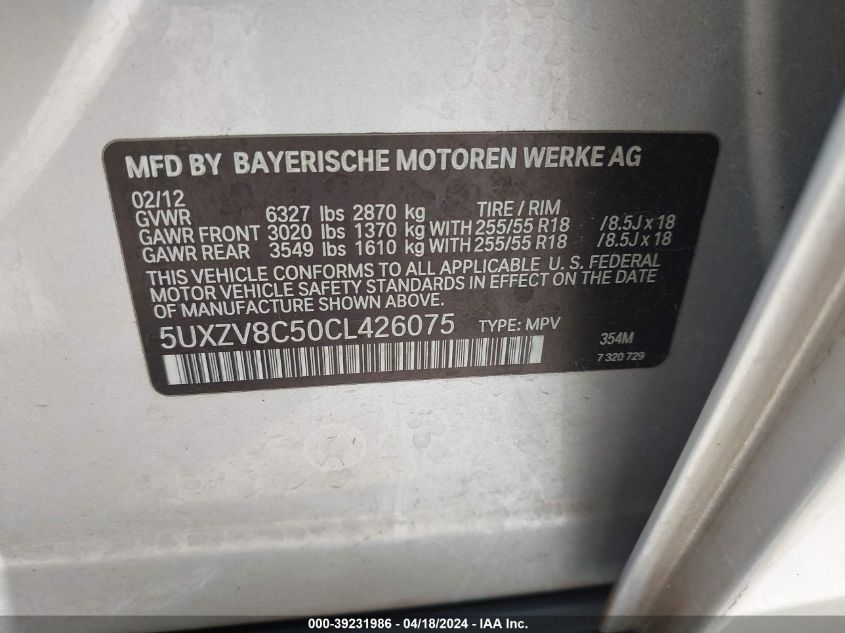 MFD BY BAYERISCHE MOTOREN WERKE AG
02/12
GVWR 6327 lbs 2870 kg TIRE / RIM
GAWR FRONT 3020 lbs 1370 kg WITH 255/55 R18 /8.5J x 18
GAWR REAR 3549 lbs 1610 kg WITH 255/55 R18 /8.5J x 18
THIS VEHICLE CONFORMS TO ALL APPLICABLE U. S. FEDERAL
MOTOR VEHICLE SAFETY STANDARDS IN EFFECT ON THE DATE
OF MANUFACTURE SHOWN ABOVE.
5UXZV8C50CL426075 TYPE: MPV 354M
7 320 729
000-39231986 - 04/18/2024 - IAA Inc.